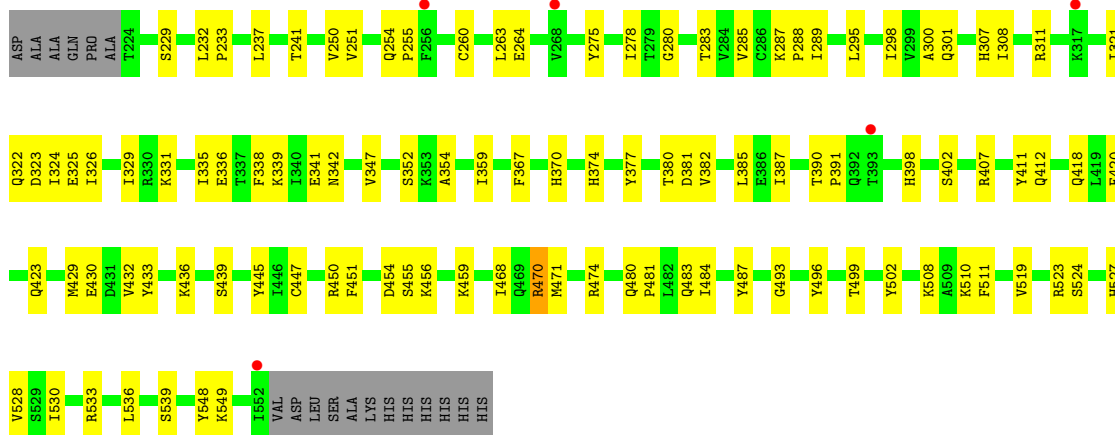 ASP ALA ALA GLN PRO ALA T224 S229 L232 P233 L237 T241 V250 V251 Q254 P255 F256 C260 L263 E264 V268 Y275 I278 T279 G280 T283 V284 V285 C286 K287 P288 I289 L295 I298 V299 A300 Q301 H307 I308 R311 K317
Q322 D323 I324 E325 I326 I329 R330 K331 I335 E336 T337 F338 K339 I340 E341 N342 V347 S352 K353 A354 I359 F367 H370 H374 Y377 T380 D381 V382 L385 E386 I387 T390 P391 Q392 T393 H398 S402 R407 Y411 Q412 Q418 L419
Q423 M429 E430 D431 V432 Y433 K436 S439 Y445 I446 C447 R450 F451 D454 S455 K456 K459 I468 Q469 R470 M471 R474 Q480 P481 L482 Q483 I484 Y487 G493 Y496 T499 Y502 K508 A509 K510 F511 V519 R523 S524
V528 S529 I530 R533 L536 S539 Y548 K549 I552 VAL ASP LEU SER ALA LYS HIS HIS HIS HIS HIS HIS